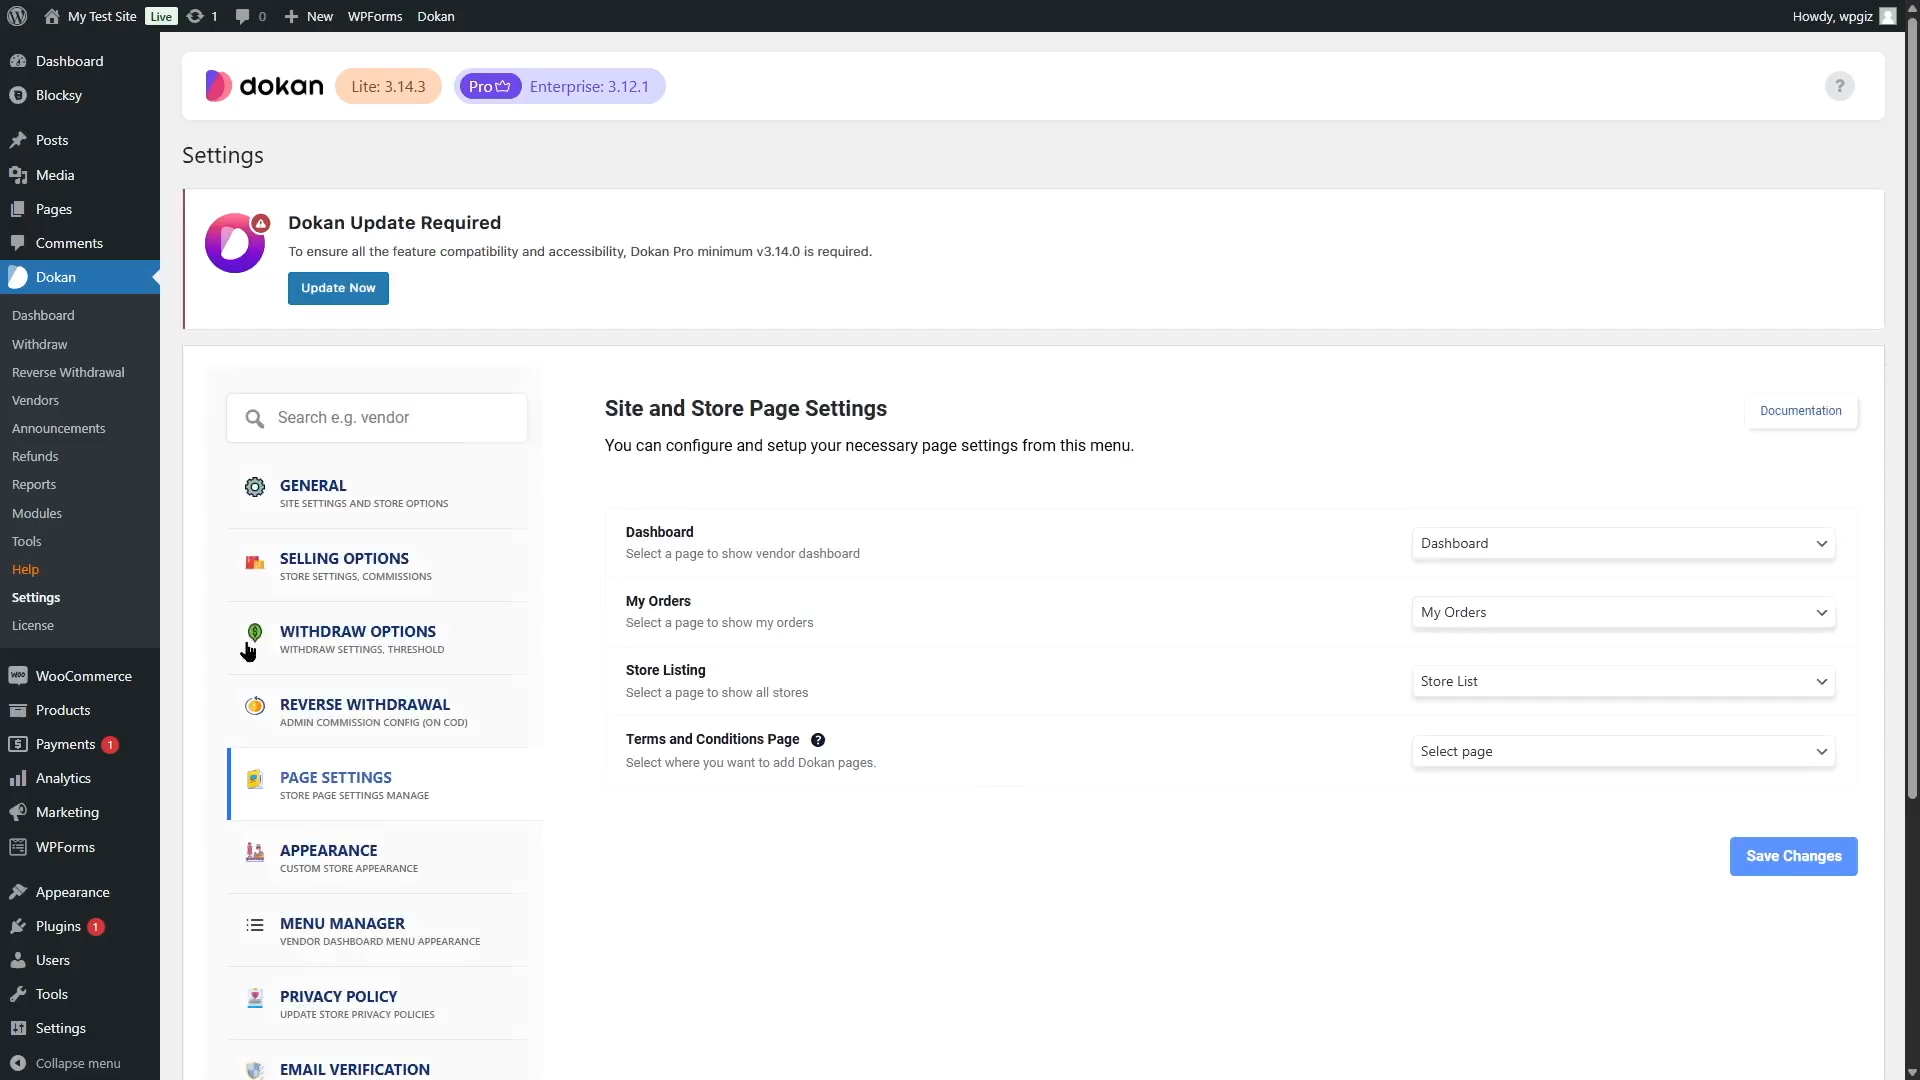 My Test Site Live 1 0 New WPForms Dokan
Howdy, wpgiz
Dashboard
Blocksy
Posts
Media
Pages
Comments
Dokan
Dashboard
Withdraw
Reverse Withdrawal
Vendors
Announcements
Refunds
Reports
Modules
Tools
Help
Settings
License
WooCommerce
Products
Payments 1
Analytics
Marketing
WPForms
Appearance
Plugins 1
Users
Tools
Settings
Collapse menu
dokan Lite: 3.14.3 Pro Enterprise: 3.12.1 ?
Settings
Dokan Update Required
To ensure all the feature compatibility and accessibility, Dokan Pro minimum v3.14.0 is required.
Update Now
Search e.g. vendor
GENERAL
SITE SETTINGS AND STORE OPTIONS
SELLING OPTIONS
STORE SETTINGS, COMMISSIONS
WITHDRAW OPTIONS
WITHDRAW SETTINGS, THRESHOLD
REVERSE WITHDRAWAL
ADMIN COMMISSION CONFIG (ON COD)
PAGE SETTINGS
STORE PAGE SETTINGS MANAGE
APPEARANCE
CUSTOM STORE APPEARANCE
MENU MANAGER
VENDOR DASHBOARD MENU APPEARANCE
PRIVACY POLICY
UPDATE STORE PRIVACY POLICIES
EMAIL VERIFICATION
Site and Store Page Settings
Documentation
You can configure and setup your necessary page settings from this menu.
Dashboard
Select a page to show vendor dashboard
Dashboard
My Orders
Select a page to show my orders
My Orders
Store Listing
Select a page to show all stores
Store List
Terms and Conditions Page ?
Select where you want to add Dokan pages.
Select page
Save Changes